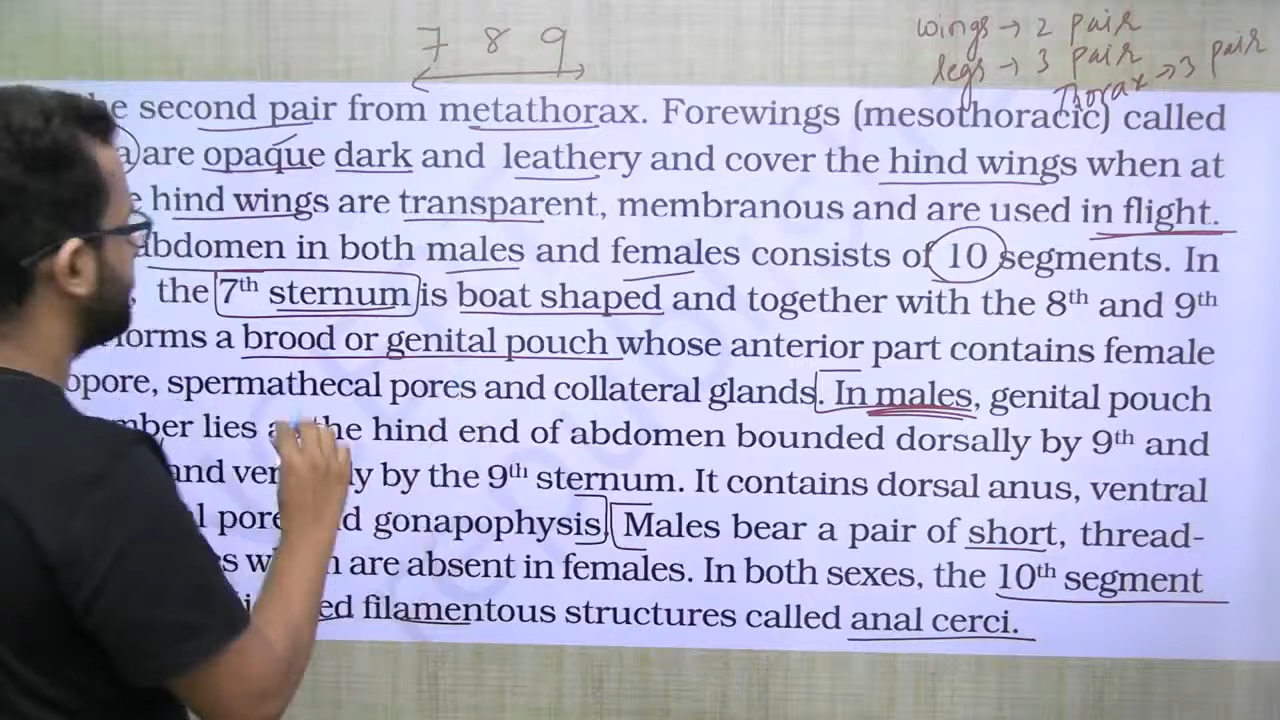 7 8 9
wings → 2 pair
legs → 3 pair
Thorax → 3 pair
second pair from metathorax. Forewings (mesothoracic) called
are opaque dark and leathery and cover the hind wings when at
hind wings are transparent, membranous and are used in flight.
abdomen in both males and females consists of 10 segments. In
the 7th sternum is boat shaped and together with the 8th and 9th
forms a brood or genital pouch whose anterior part contains female
spermathecal pores and collateral glands. In males, genital pouch
lies the hind end of abdomen bounded dorsally by 9th and
and by the 9th sternum. It contains dorsal anus, ventral
gonapophysis. Males bear a pair of short, thread-
are absent in females. In both sexes, the 10th segment
filamentous structures called anal cerci.